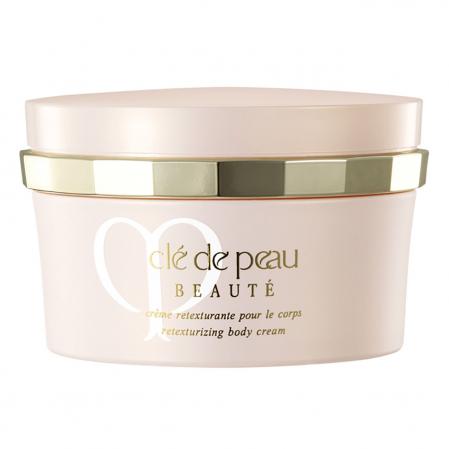 clé de peau
BEAUTÉ
crème retexturante pour le corps
retexturizing body cream